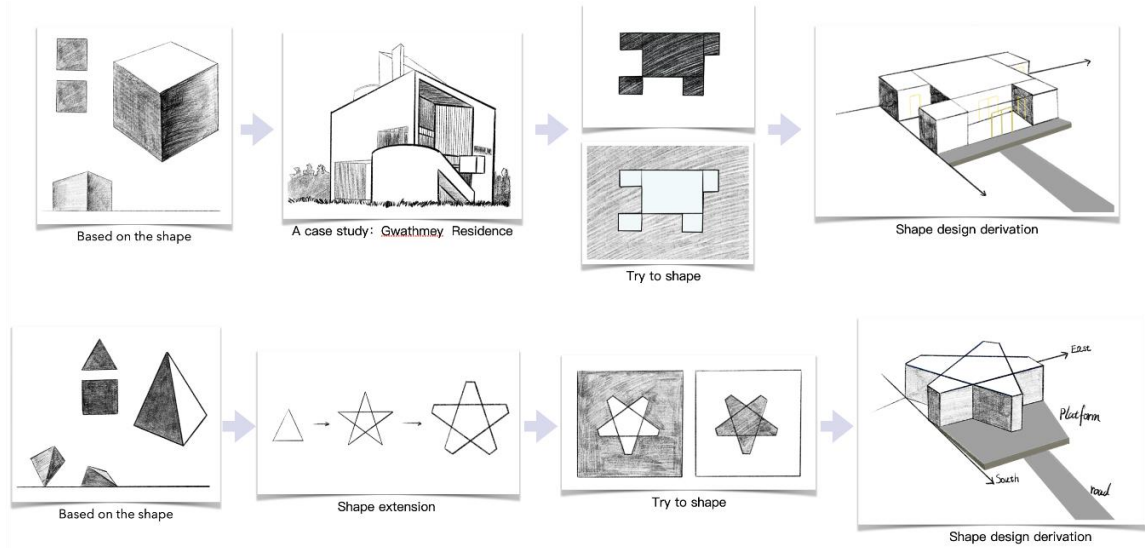 Based on the shape
A case study: Gwathmey Residence
Try to shape
Shape design derivation
East
Platform
South
road
Based on the shape
Shape extension
Try to shape
Shape design derivation